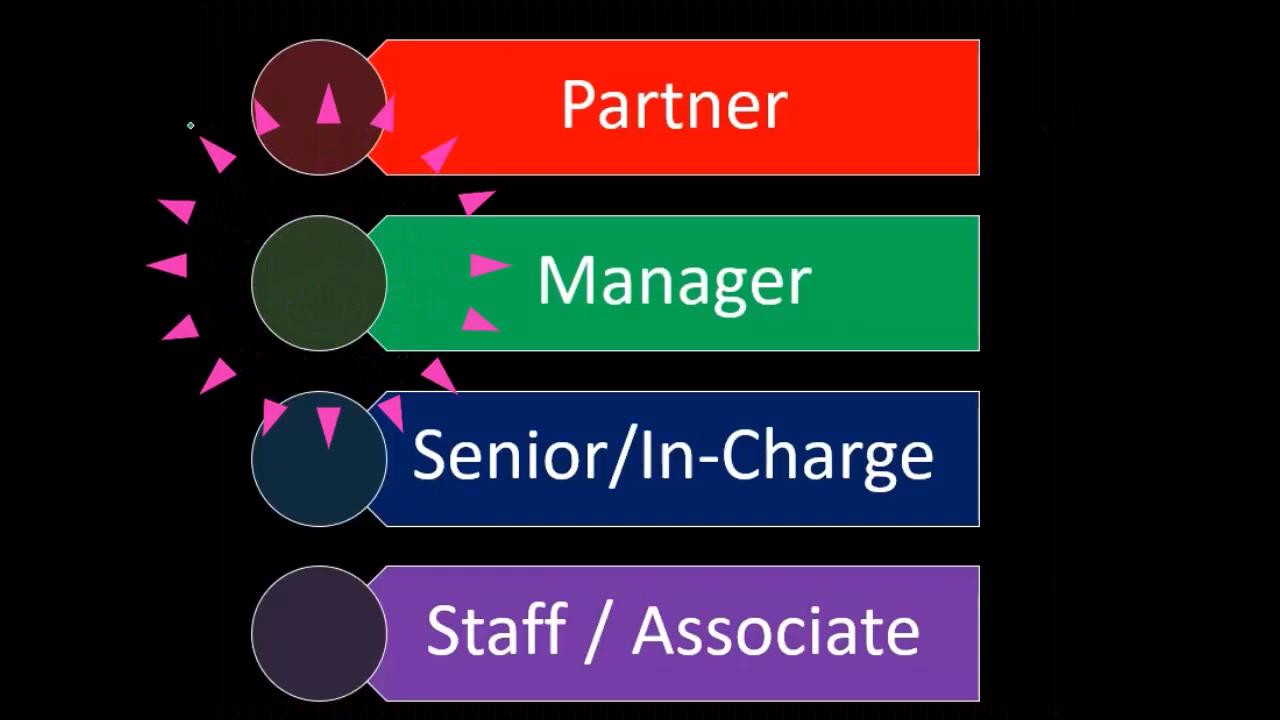 Partner
Manager
Senior/In-Charge
Staff / Associate